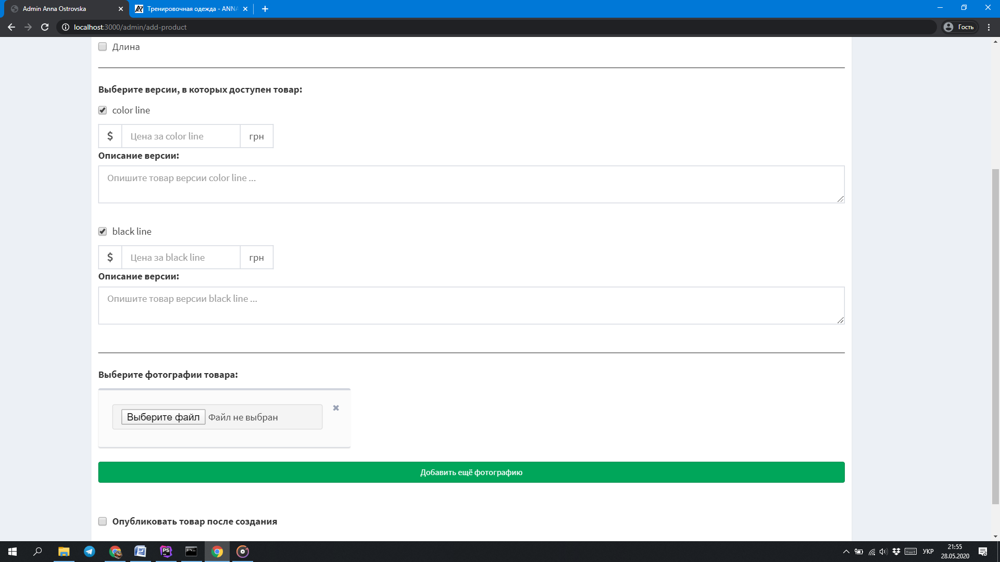 Admin Anna Ostrovska
Тренировочная одежда - ANNA
localhost:3000/admin/add-product
Гость
Длина
Выберите версии, в которых доступен товар:
color line
$ Цена за color line грн
Описание версии:
Опишите товар версии color line ...
black line
$ Цена за black line грн
Описание версии:
Опишите товар версии black line ...
Выберите фотографии товара:
Выберите файл Файл не выбран
Добавить ещё фотографию
Опубликовать товар после создания
PS
УКР
21:55
28.05.2020